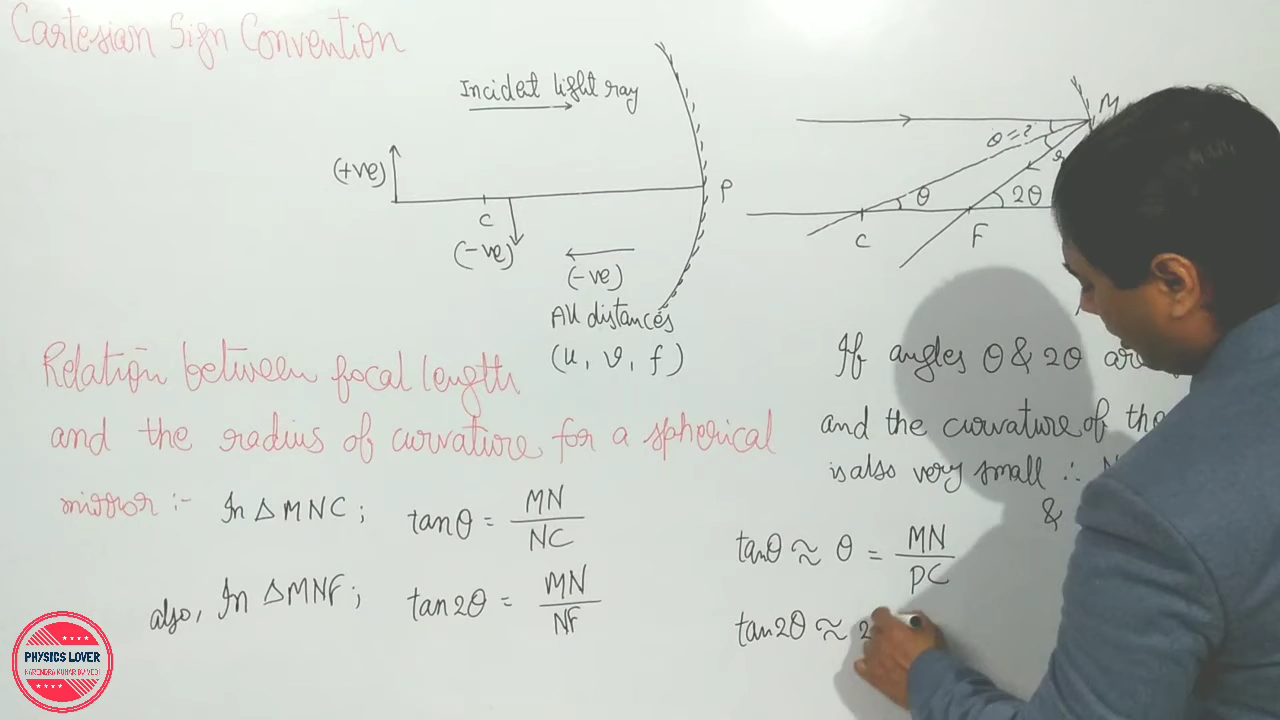 Cartesian Sign Convention
Incident light ray
(+ve)
C
(-ve)
P
(-ve)
All distances
(u, v, f)
M
θ = i
r
θ
2θ
C
F
Relation between focal length
and the radius of curvature for a spherical
mirror :-
In △MNC ; tanθ = MN/NC
also, In △MNF ; tan2θ = MN/NF
If angles θ & 2θ are
and the curvature of the
is also very small ∴ N
&
tanθ ≈ θ = MN/PC
tan2θ ≈ 2
PHYSICS LOVER